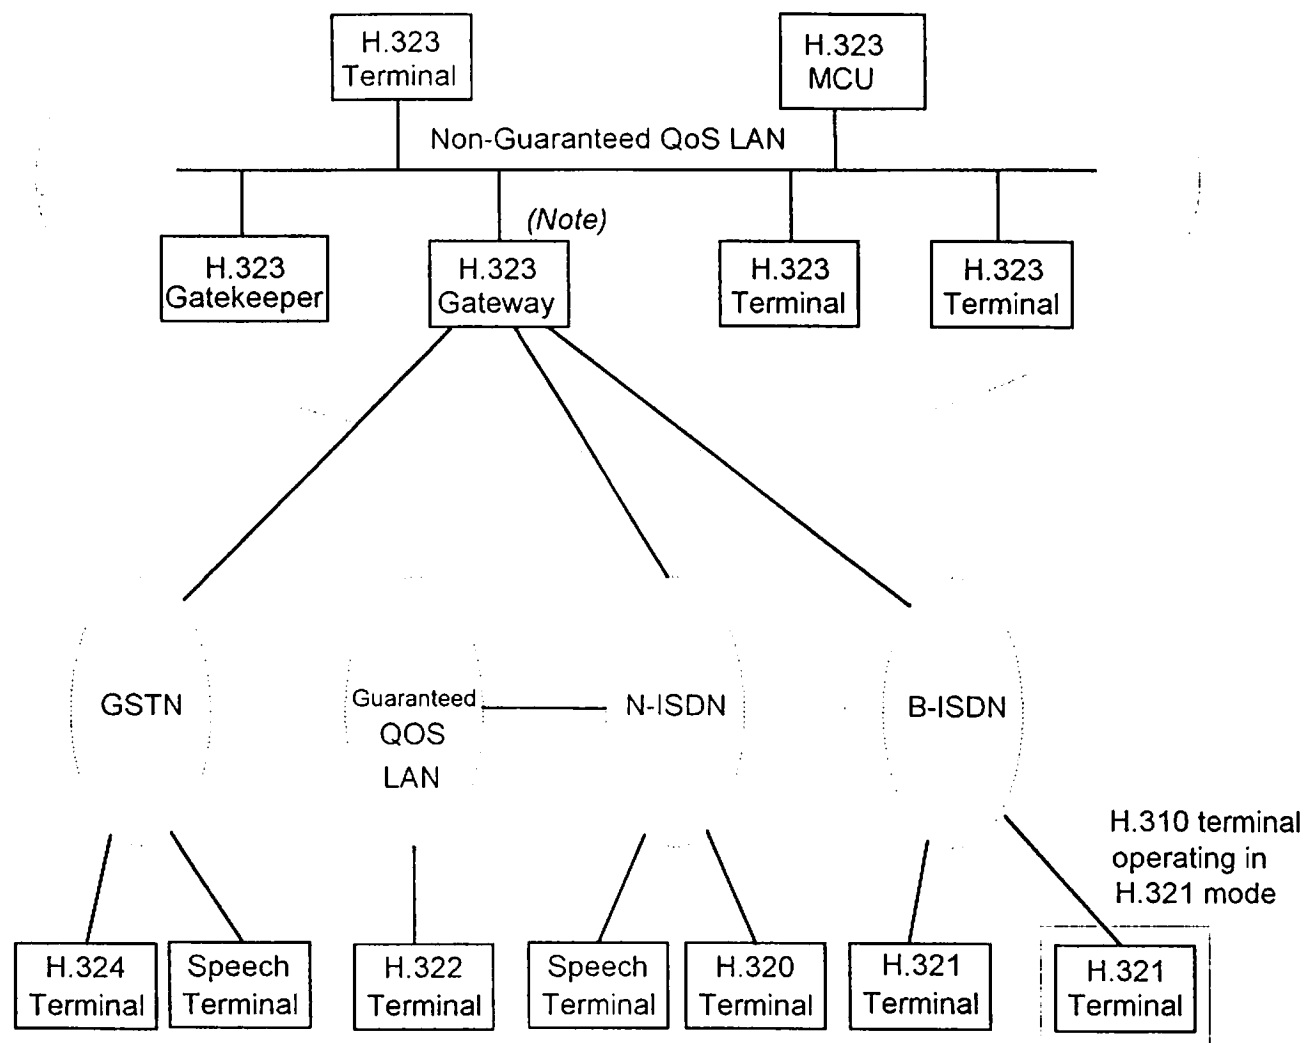 H.323
Terminal
H.323
MCU
Non-Guaranteed QoS LAN
(Note)
H.323
Gatekeeper
H.323
Gateway
H.323
Terminal
H.323
Terminal
GSTN
Guaranteed
QOS
LAN
N-ISDN
B-ISDN
H.310 terminal
operating in
H.321 mode
H.324
Terminal
Speech
Terminal
H.322
Terminal
Speech
Terminal
H.320
Terminal
H.321
Terminal
H.321
Terminal